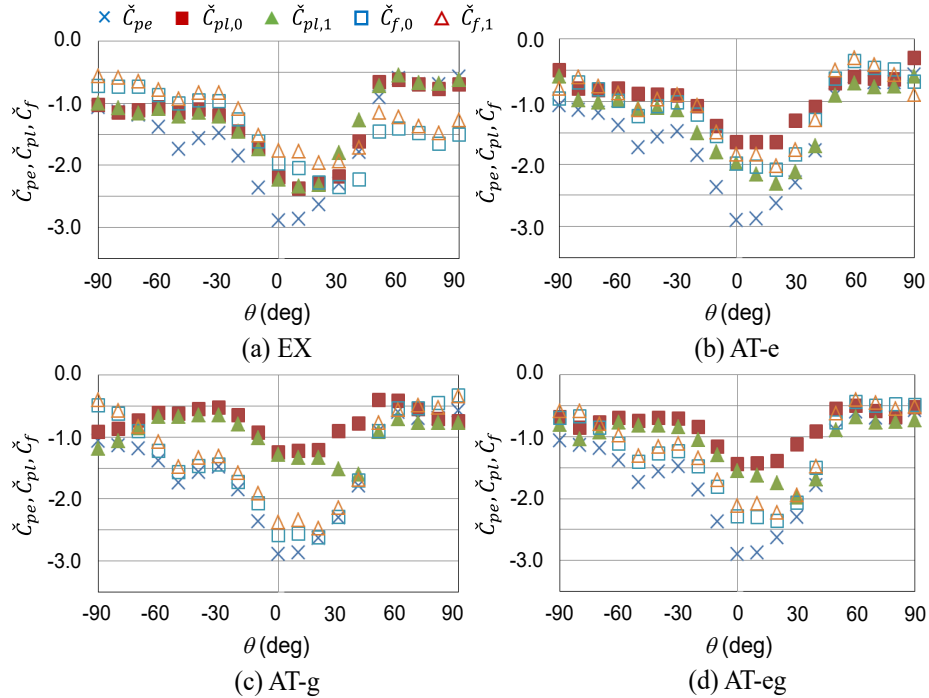 Č_pe Č_pl,0 Č_pl,1 Č_f,0 Č_f,1
0.0
-1.0
-2.0
-3.0
-90 -60 -30 0 30 60 90
Č_pe, Č_pl, Č_f
θ (deg)
(a) EX
0.0
-1.0
-2.0
-3.0
-90 -60 -30 0 30 60 90
Č_pe, Č_pl, Č_f
θ (deg)
(b) AT-e
0.0
-1.0
-2.0
-3.0
-90 -60 -30 0 30 60 90
Č_pe, Č_pl, Č_f
θ (deg)
(c) AT-g
0.0
-1.0
-2.0
-3.0
-90 -60 -30 0 30 60 90
Č_pe, Č_pl, Č_f
θ (deg)
(d) AT-eg